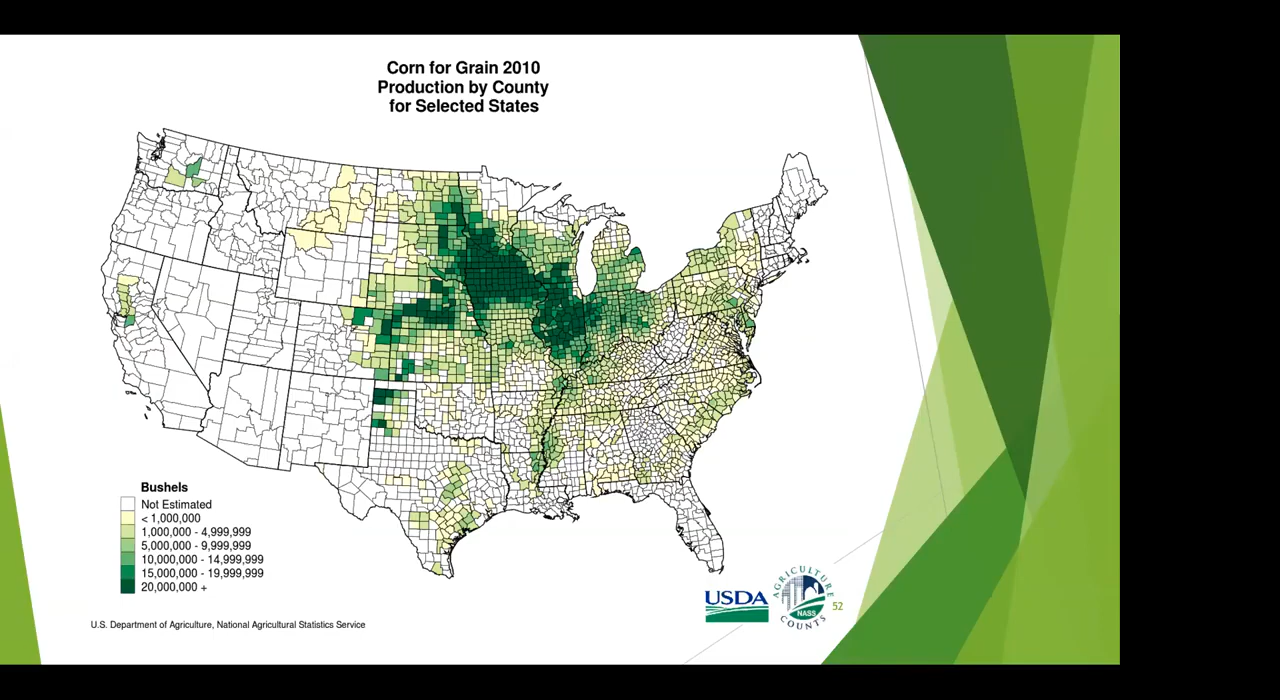 Corn for Grain 2010
Production by County
for Selected States
Bushels
Not Estimated
< 1,000,000
1,000,000 - 4,999,999
5,000,000 - 9,999,999
10,000,000 - 14,999,999
15,000,000 - 19,999,999
20,000,000 +
U.S. Department of Agriculture, National Agricultural Statistics Service
USDA
AGRICULTURE
NASS
COUNTS
52